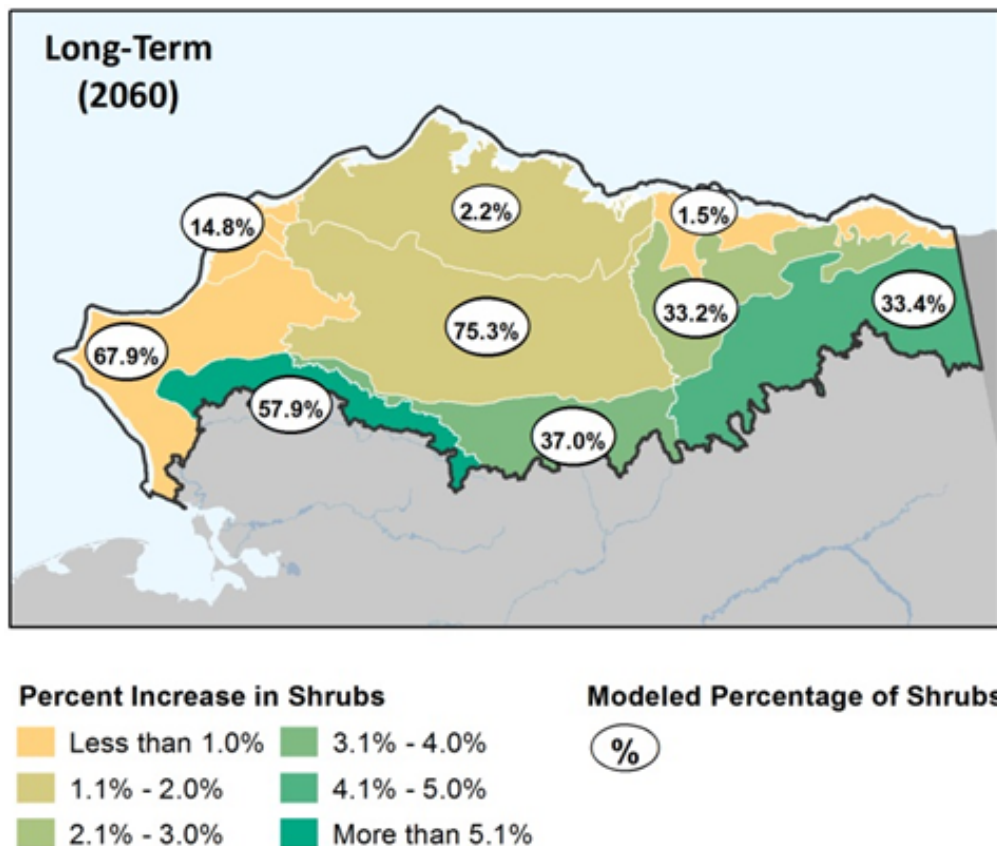 Long-Term
(2060)
2.2%
1.5%
14.8%
33.4%
33.2%
75.3%
67.9%
57.9%
37.0%
Percent Increase in Shrubs
Less than 1.0%
1.1% - 2.0%
2.1% - 3.0%
3.1% - 4.0%
4.1% - 5.0%
More than 5.1%
Modeled Percentage of Shrubs
%